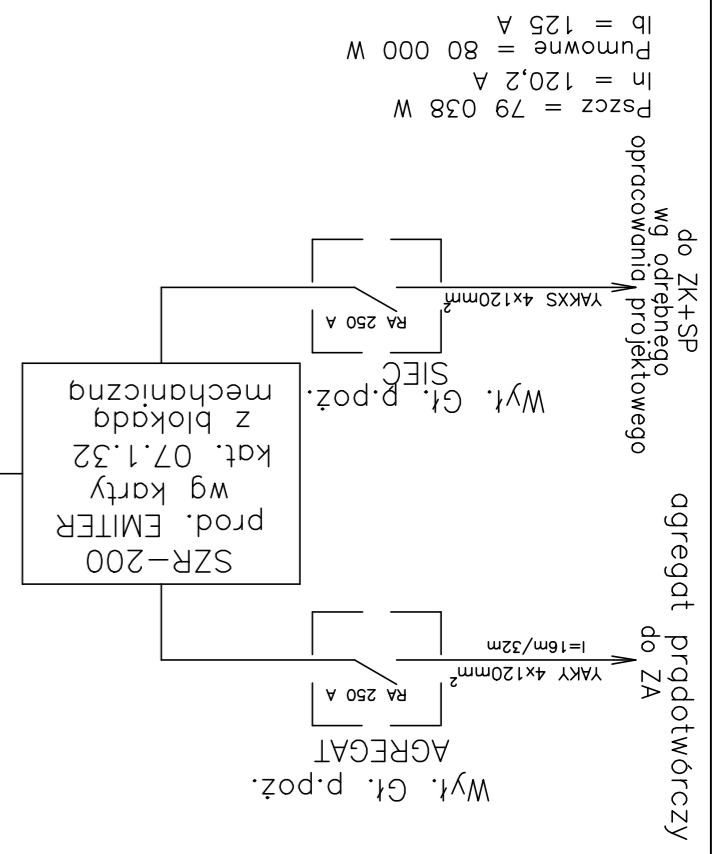 Wył. Gł. p.poż.
AGREGAT
RA 250 A
YAKY 4x120mm²
l=16m/32m
do ZA
agregat prądotwórczy
SZR-200
prod. EMITER
wg karty
kat. 07.1.32
z blokadą
mechaniczną
Wył. Gł. p.poż.
SIEĆ
RA 250 A
YAKXS 4x120mm²
do ZK+SP
wg odrębnego
opracowania projektowego
Pszcz = 79 038 W
In = 120,2 A
Pumowne = 80 000 W
Ib = 125 A